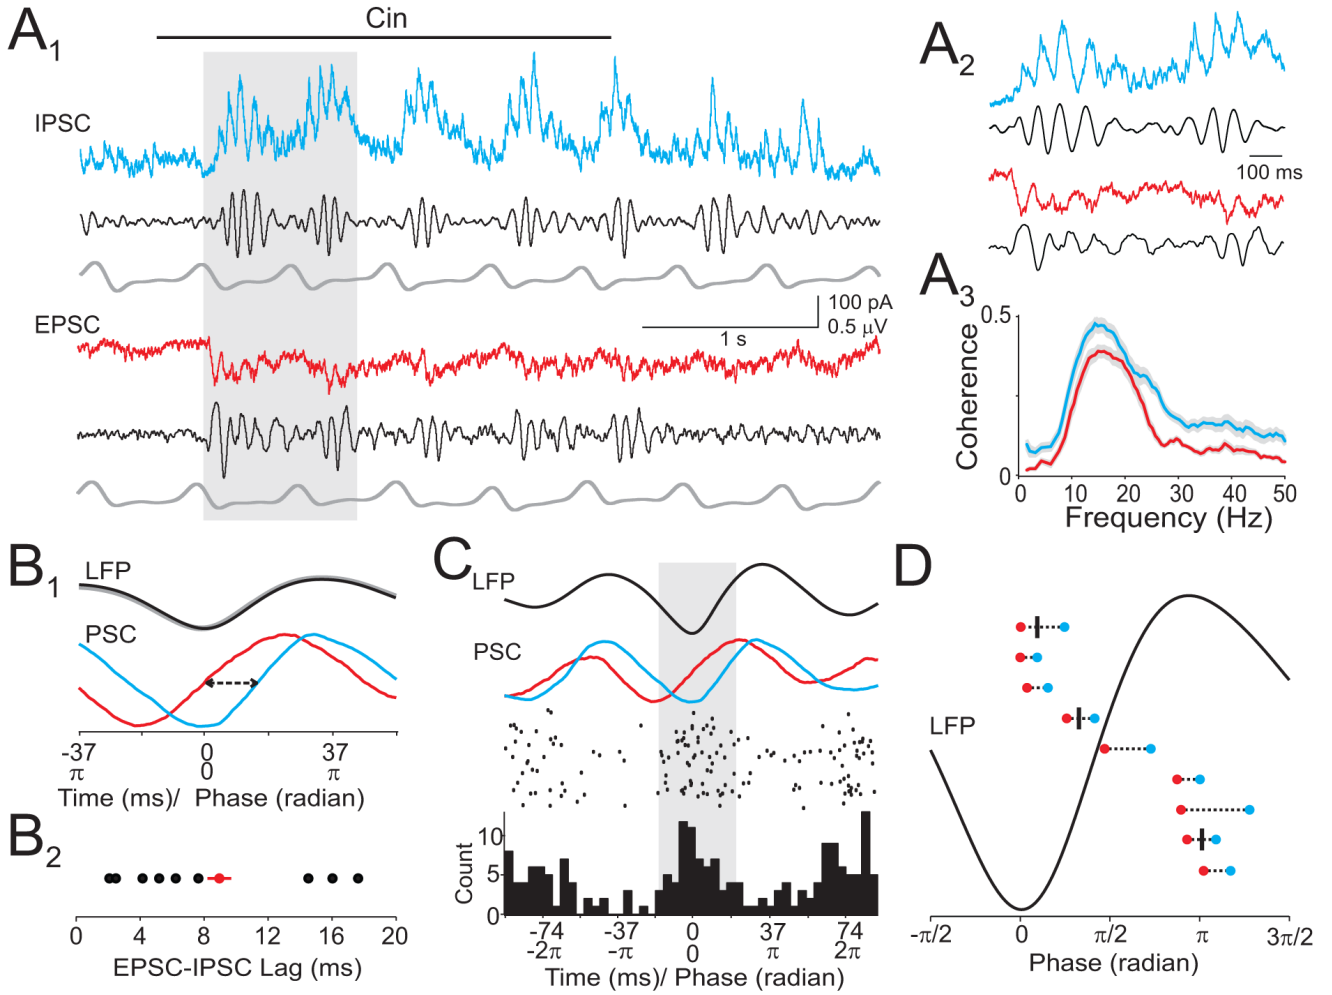 A1
Cin
IPSC
EPSC
100 pA
0.5 µV
1 s
A2
100 ms
A3
0.5
Coherence
0
0 10 20 30 40 50
Frequency (Hz)
B1
LFP
PSC
-37 0 37
π 0 π
Time (ms)/ Phase (radian)
B2
0 4 8 12 16 20
EPSC-IPSC Lag (ms)
C
LFP
PSC
10
5
0
Count
-74 -37 0 37 74
-2π -π 0 π 2π
Time (ms)/ Phase (radian)
D
LFP
-π/2 0 π/2 π 3π/2
Phase (radian)